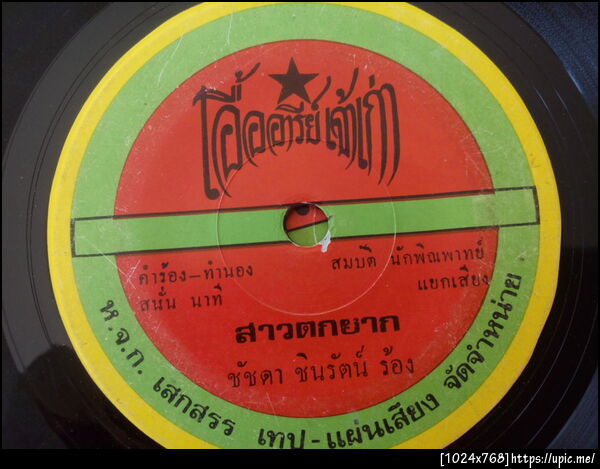 อื้ออารีย์ เจ้าเก่า
คำร้อง - ทำนอง
สนั่น นาที
สมบัติ นักพิณพาทย์
แยกเสียง
สาวตกยาก
ชัชดา ชินรัตน์ ร้อง
ห.จ.ก. เสกสรร เทป - แผ่นเสียง จัดจำหน่าย
[1024x768]https://upic.me/